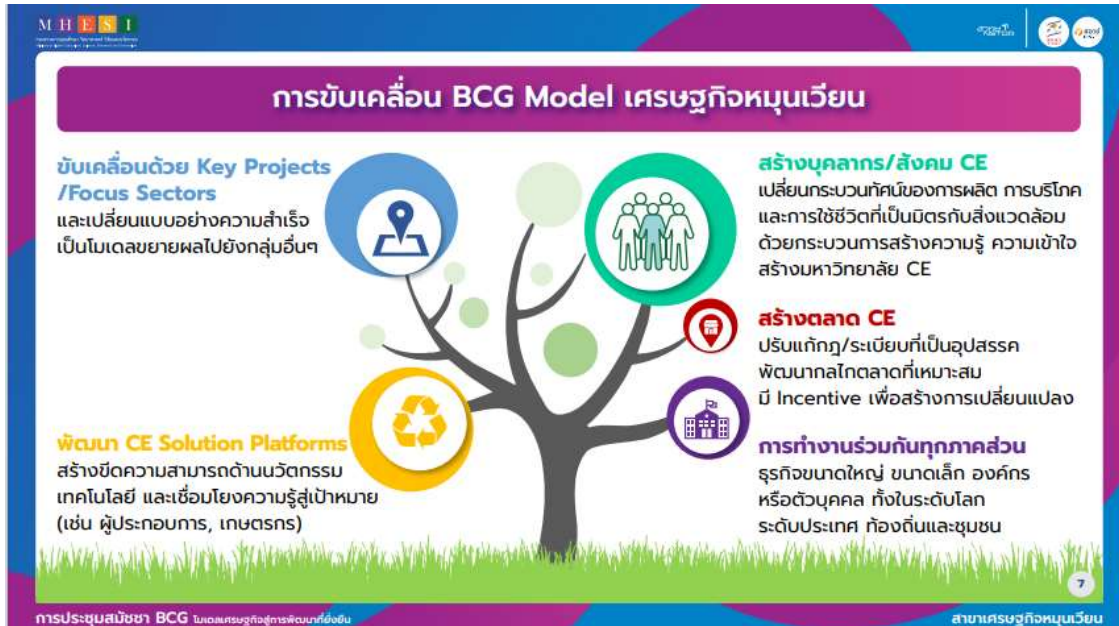 MHESI
การขับเคลื่อน BCG Model เศรษฐกิจหมุนเวียน
ขับเคลื่อนด้วย Key Projects
/Focus Sectors
และเปลี่ยนแบบอย่างความสำเร็จ
เป็นโมเดลขยายผลไปยังกลุ่มอื่นๆ
พัฒนา CE Solution Platforms
สร้างขีดความสามารถด้านนวัตกรรม
เทคโนโลยี และเชื่อมโยงความรู้สู่เป้าหมาย
(เช่น ผู้ประกอบการ, เกษตรกร)
สร้างบุคลากร/สังคม CE
เปลี่ยนกระบวนทัศน์ของการผลิต การบริโภค
และการใช้ชีวิตที่เป็นมิตรกับสิ่งแวดล้อม
ด้วยกระบวนการสร้างความรู้ ความเข้าใจ
สร้างมหาวิทยาลัย CE
สร้างตลาด CE
ปรับแก้กฎ/ระเบียบที่เป็นอุปสรรค
พัฒนากลไกตลาดที่เหมาะสม
มี Incentive เพื่อสร้างการเปลี่ยนแปลง
การทำงานร่วมกันทุกภาคส่วน
ธุรกิจขนาดใหญ่ ขนาดเล็ก องค์กร
หรือตัวบุคคล ทั้งในระดับโลก
ระดับประเทศ ท้องถิ่นและชุมชน
7
การประชุมสมัชชา BCG โมเดลเศรษฐกิจสู่การพัฒนาที่ยั่งยืน
สาขาเศรษฐกิจหมุนเวียน